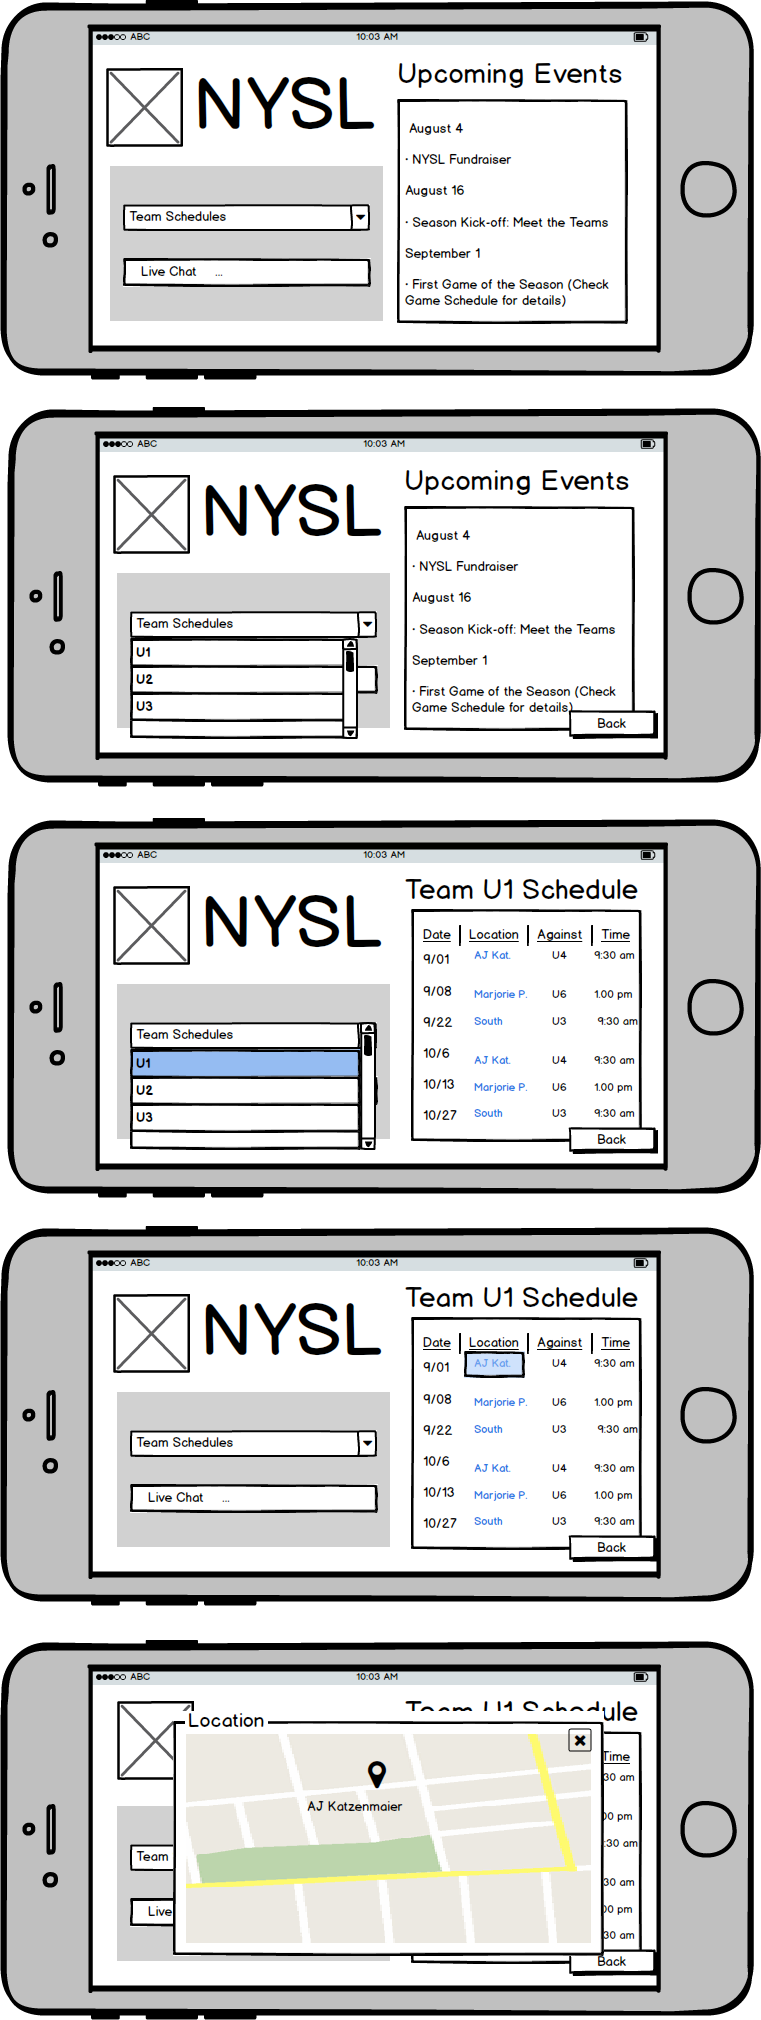 ABC 10:03 AM
NYSL
Upcoming Events
August 4
· NYSL Fundraiser
August 16
· Season Kick-off: Meet the Teams
September 1
· First Game of the Season (Check
Game Schedule for details)
Team Schedules
Live Chat ...
ABC 10:03 AM
NYSL
Upcoming Events
August 4
· NYSL Fundraiser
August 16
· Season Kick-off: Meet the Teams
September 1
· First Game of the Season (Check
Game Schedule for details)
Team Schedules
U1
U2
U3
Back
ABC 10:03 AM
NYSL
Team Schedules
U1
U2
U3
Team U1 Schedule
Date Location Against Time
9/01 AJ Kat. U4 9:30 am
9/08 Marjorie P. U6 1:00 pm
9/22 South U3 9:30 am
10/6 AJ Kat. U4 9:30 am
10/13 Marjorie P. U6 1:00 pm
10/27 South U3 9:30 am
Back
ABC 10:03 AM
NYSL
Team Schedules
Live Chat ...
Team U1 Schedule
Date Location Against Time
9/01 AJ Kat. U4 9:30 am
9/08 Marjorie P. U6 1:00 pm
9/22 South U3 9:30 am
10/6 AJ Kat. U4 9:30 am
10/13 Marjorie P. U6 1:00 pm
10/27 South U3 9:30 am
Back
ABC 10:03 AM
Team U1 Schedule
Location
AJ Katzenmaier
Team
Live
Time
30 am
00 pm
:30 am
30 am
00 pm
30 am
Back